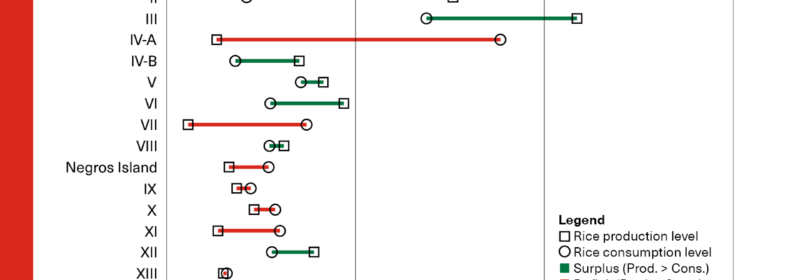 III
IV-A
IV-B
V
VI
VII
VIII
Negros Island
IX
X
XI
XII
XIII
Legend
Rice production level
Rice consumption level
Surplus (Prod. > Cons.)